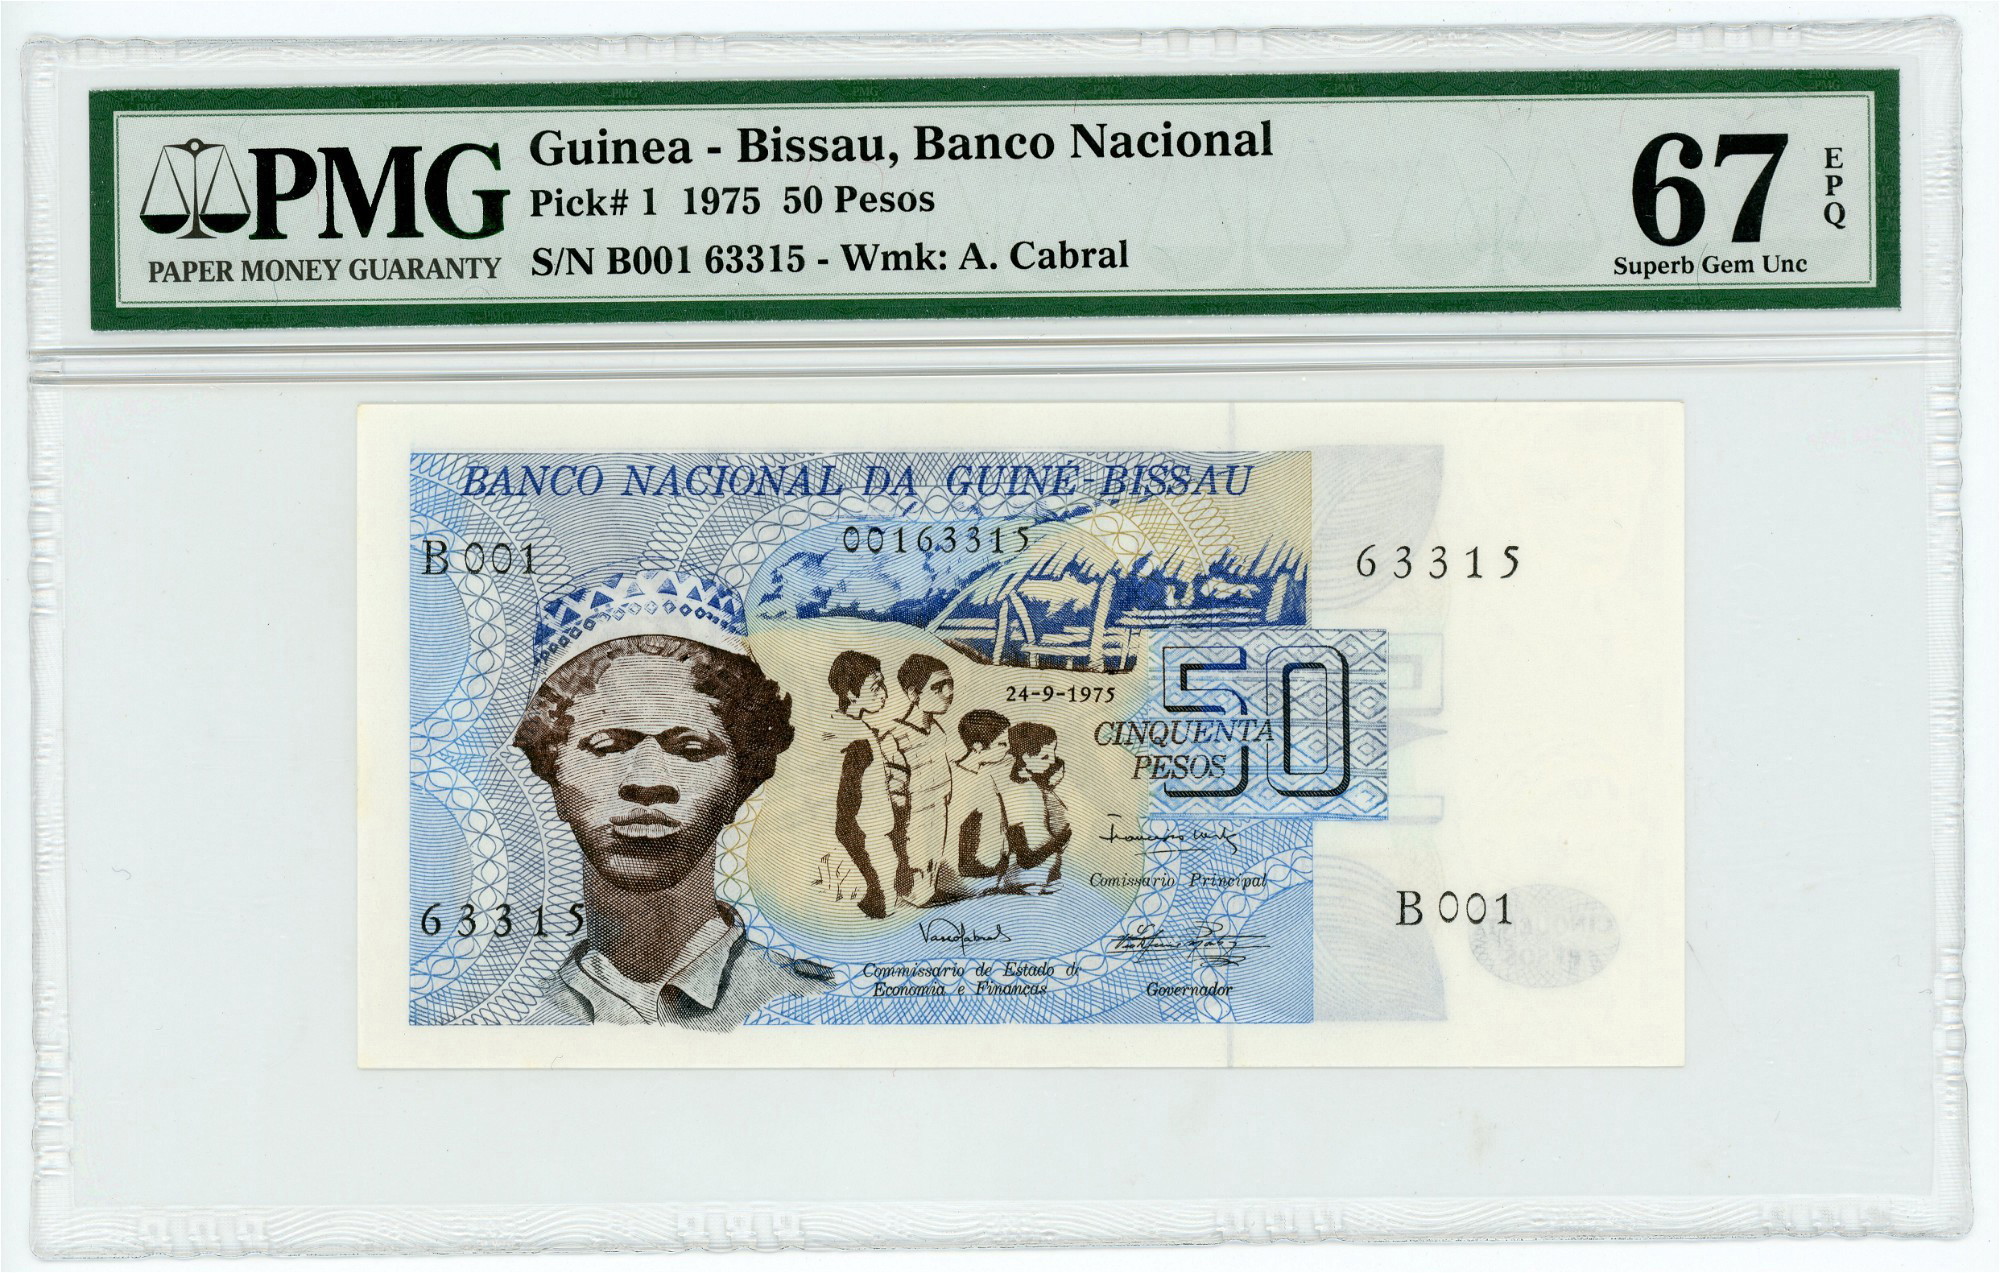 PMG
PAPER MONEY GUARANTY
Guinea - Bissau, Banco Nacional
Pick# 1 1975 50 Pesos
S/N B001 63315 - Wmk: A. Cabral
67
EPQ
Superb Gem Unc
BANCO NACIONAL DA GUINÉ-BISSAU
00163315
B 001
63315
24-9-1975
50
CINQUENTA
PESOS
Comissario Principal
63315
B 001
Commissario de Estado de
Economia e Finanças
Governador